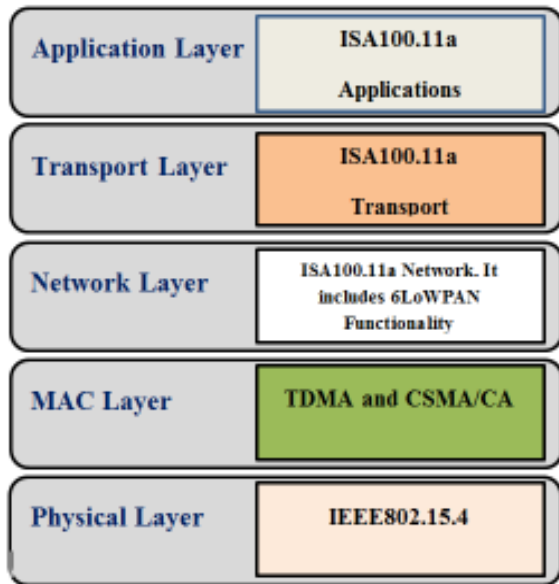 Application Layer
ISA100.11a
Applications
Transport Layer
ISA100.11a
Transport
Network Layer
ISA100.11a Network. It
includes 6LoWPAN
Functionality
MAC Layer
TDMA and CSMA/CA
Physical Layer
IEEE802.15.4